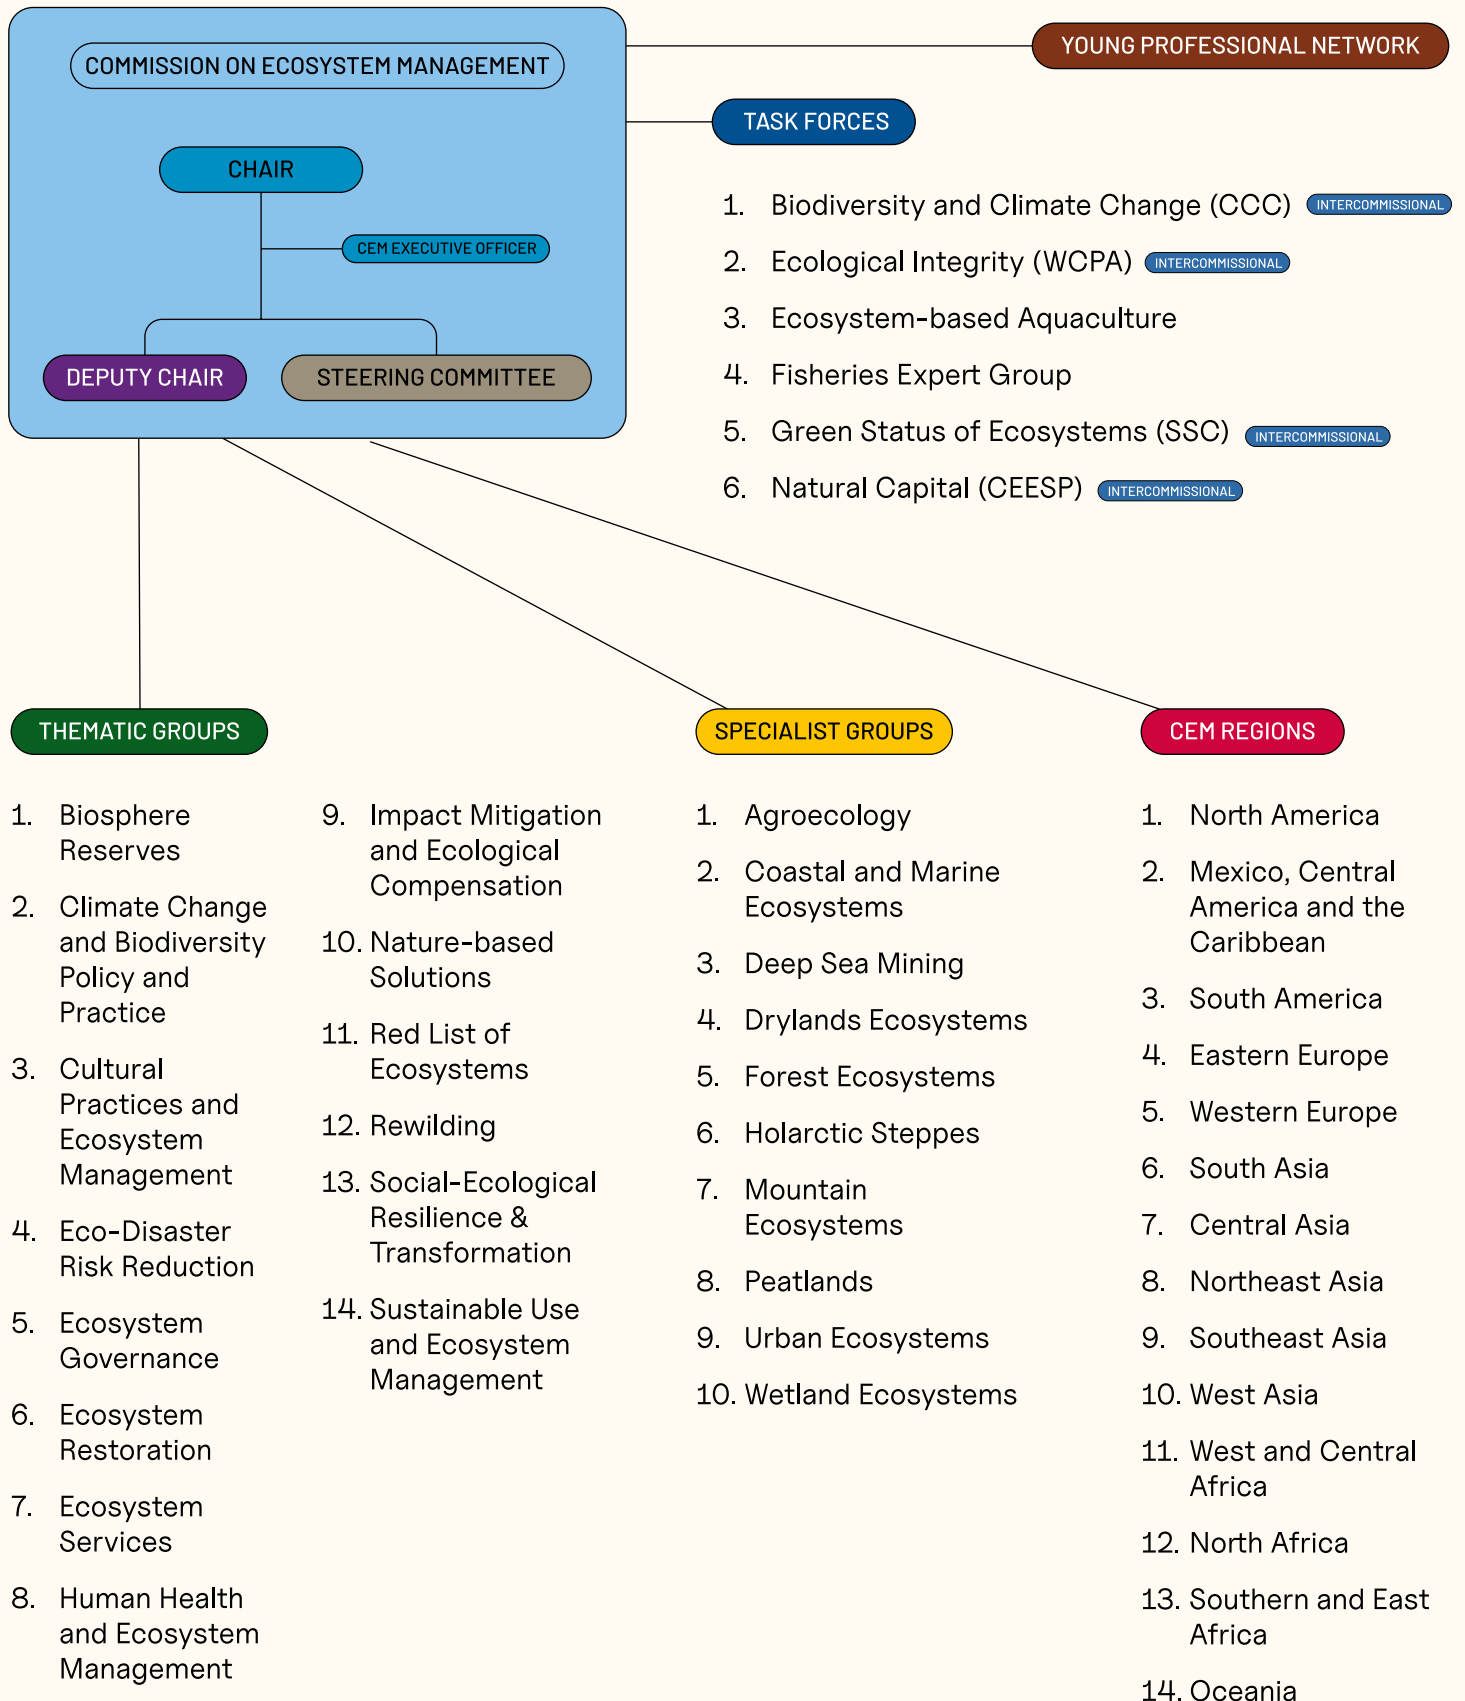 COMMISSION ON ECOSYSTEM MANAGEMENT
CHAIR
CEM EXECUTIVE OFFICER
DEPUTY CHAIR
STEERING COMMITTEE
YOUNG PROFESSIONAL NETWORK
TASK FORCES
1. Biodiversity and Climate Change (CCC) INTERCOMMISSIONAL
2. Ecological Integrity (WCPA) INTERCOMMISSIONAL
3. Ecosystem-based Aquaculture
4. Fisheries Expert Group
5. Green Status of Ecosystems (SSC) INTERCOMMISSIONAL
6. Natural Capital (CEESP) INTERCOMMISSIONAL
THEMATIC GROUPS
1. Biosphere
Reserves
2. Climate Change
and Biodiversity
Policy and
Practice
3. Cultural
Practices and
Ecosystem
Management
4. Eco-Disaster
Risk Reduction
5. Ecosystem
Governance
6. Ecosystem
Restoration
7. Ecosystem
Services
8. Human Health
and Ecosystem
Management
9. Impact Mitigation
and Ecological
Compensation
10. Nature-based
Solutions
11. Red List of
Ecosystems
12. Rewilding
13. Social-Ecological
Resilience &
Transformation
14. Sustainable Use
and Ecosystem
Management
SPECIALIST GROUPS
1. Agroecology
2. Coastal and Marine
Ecosystems
3. Deep Sea Mining
4. Drylands Ecosystems
5. Forest Ecosystems
6. Holarctic Steppes
7. Mountain
Ecosystems
8. Peatlands
9. Urban Ecosystems
10. Wetland Ecosystems
CEM REGIONS
1. North America
2. Mexico, Central
America and the
Caribbean
3. South America
4. Eastern Europe
5. Western Europe
6. South Asia
7. Central Asia
8. Northeast Asia
9. Southeast Asia
10. West Asia
11. West and Central
Africa
12. North Africa
13. Southern and East
Africa
14. Oceania